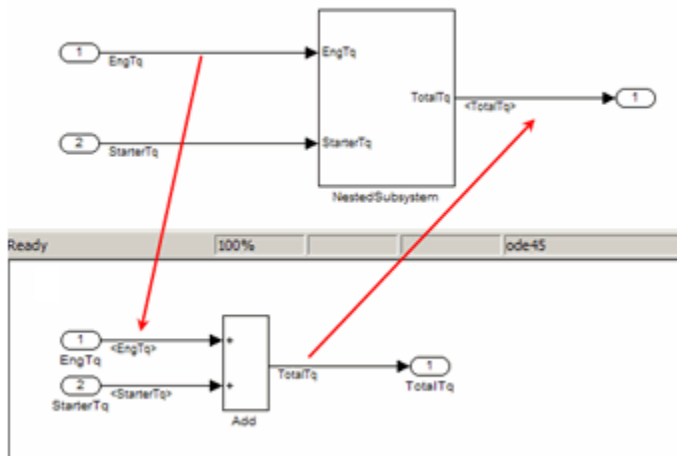 1
EngTq
EngTq
TotalTq
<TotalTq>
1
2
StarterTq
StarterTq
NestedSubsystem
Ready 100% ode45
1
<EngTq>
EngTq
+
TotalTq
1
TotalTq
2
<StarterTq>
StarterTq
+
Add